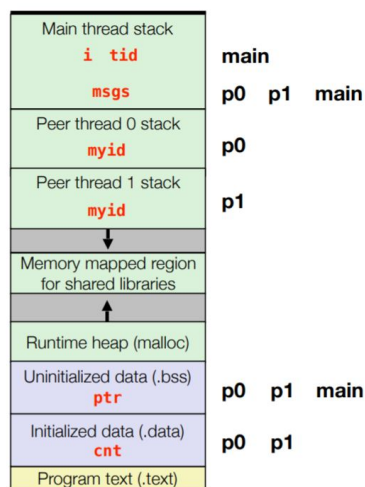 Main thread stack
i tid main
msgs p0 p1 main
Peer thread 0 stack
myid p0
Peer thread 1 stack
myid p1
Memory mapped region
for shared libraries
Runtime heap (malloc)
Uninitialized data (.bss)
ptr p0 p1 main
Initialized data (.data)
cnt p0 p1
Program text (.text)